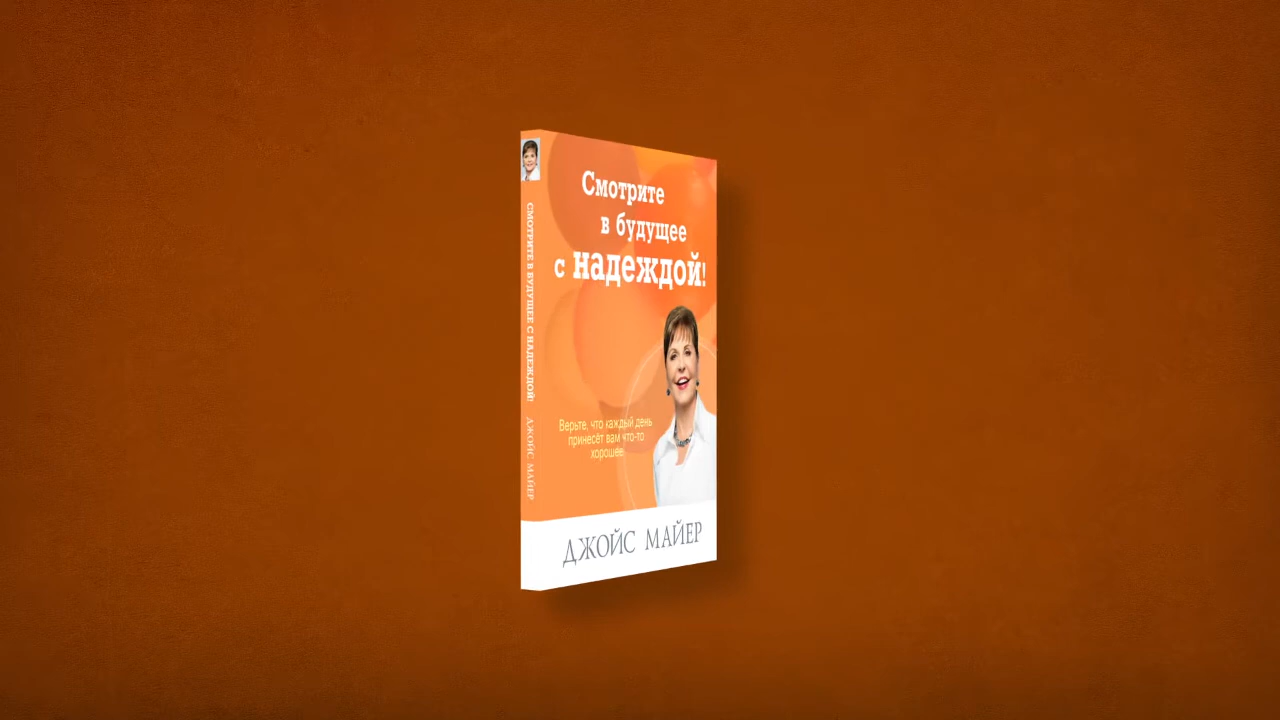 Смотрите
в будущее
с надеждой!
Верьте, что каждый день
принесёт вам что-то
хорошее
ДЖОЙС МАЙЕР
СМОТРИТЕ В БУДУЩЕЕ С НАДЕЖДОЙ! ДЖОЙС МАЙЕР